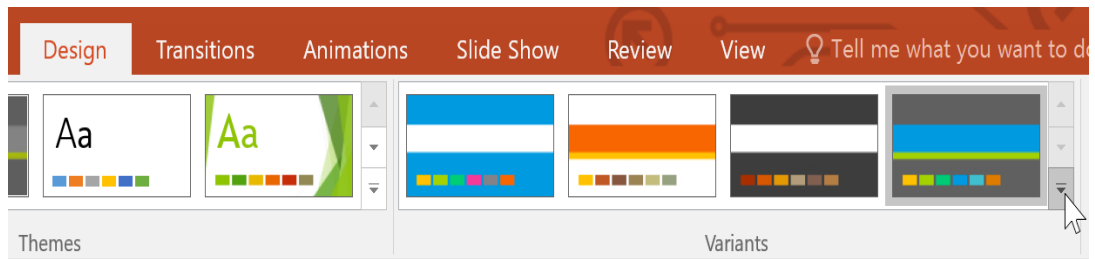 Design Transitions Animations Slide Show Review View Tell me what you want to
Aa Aa
Themes Variants